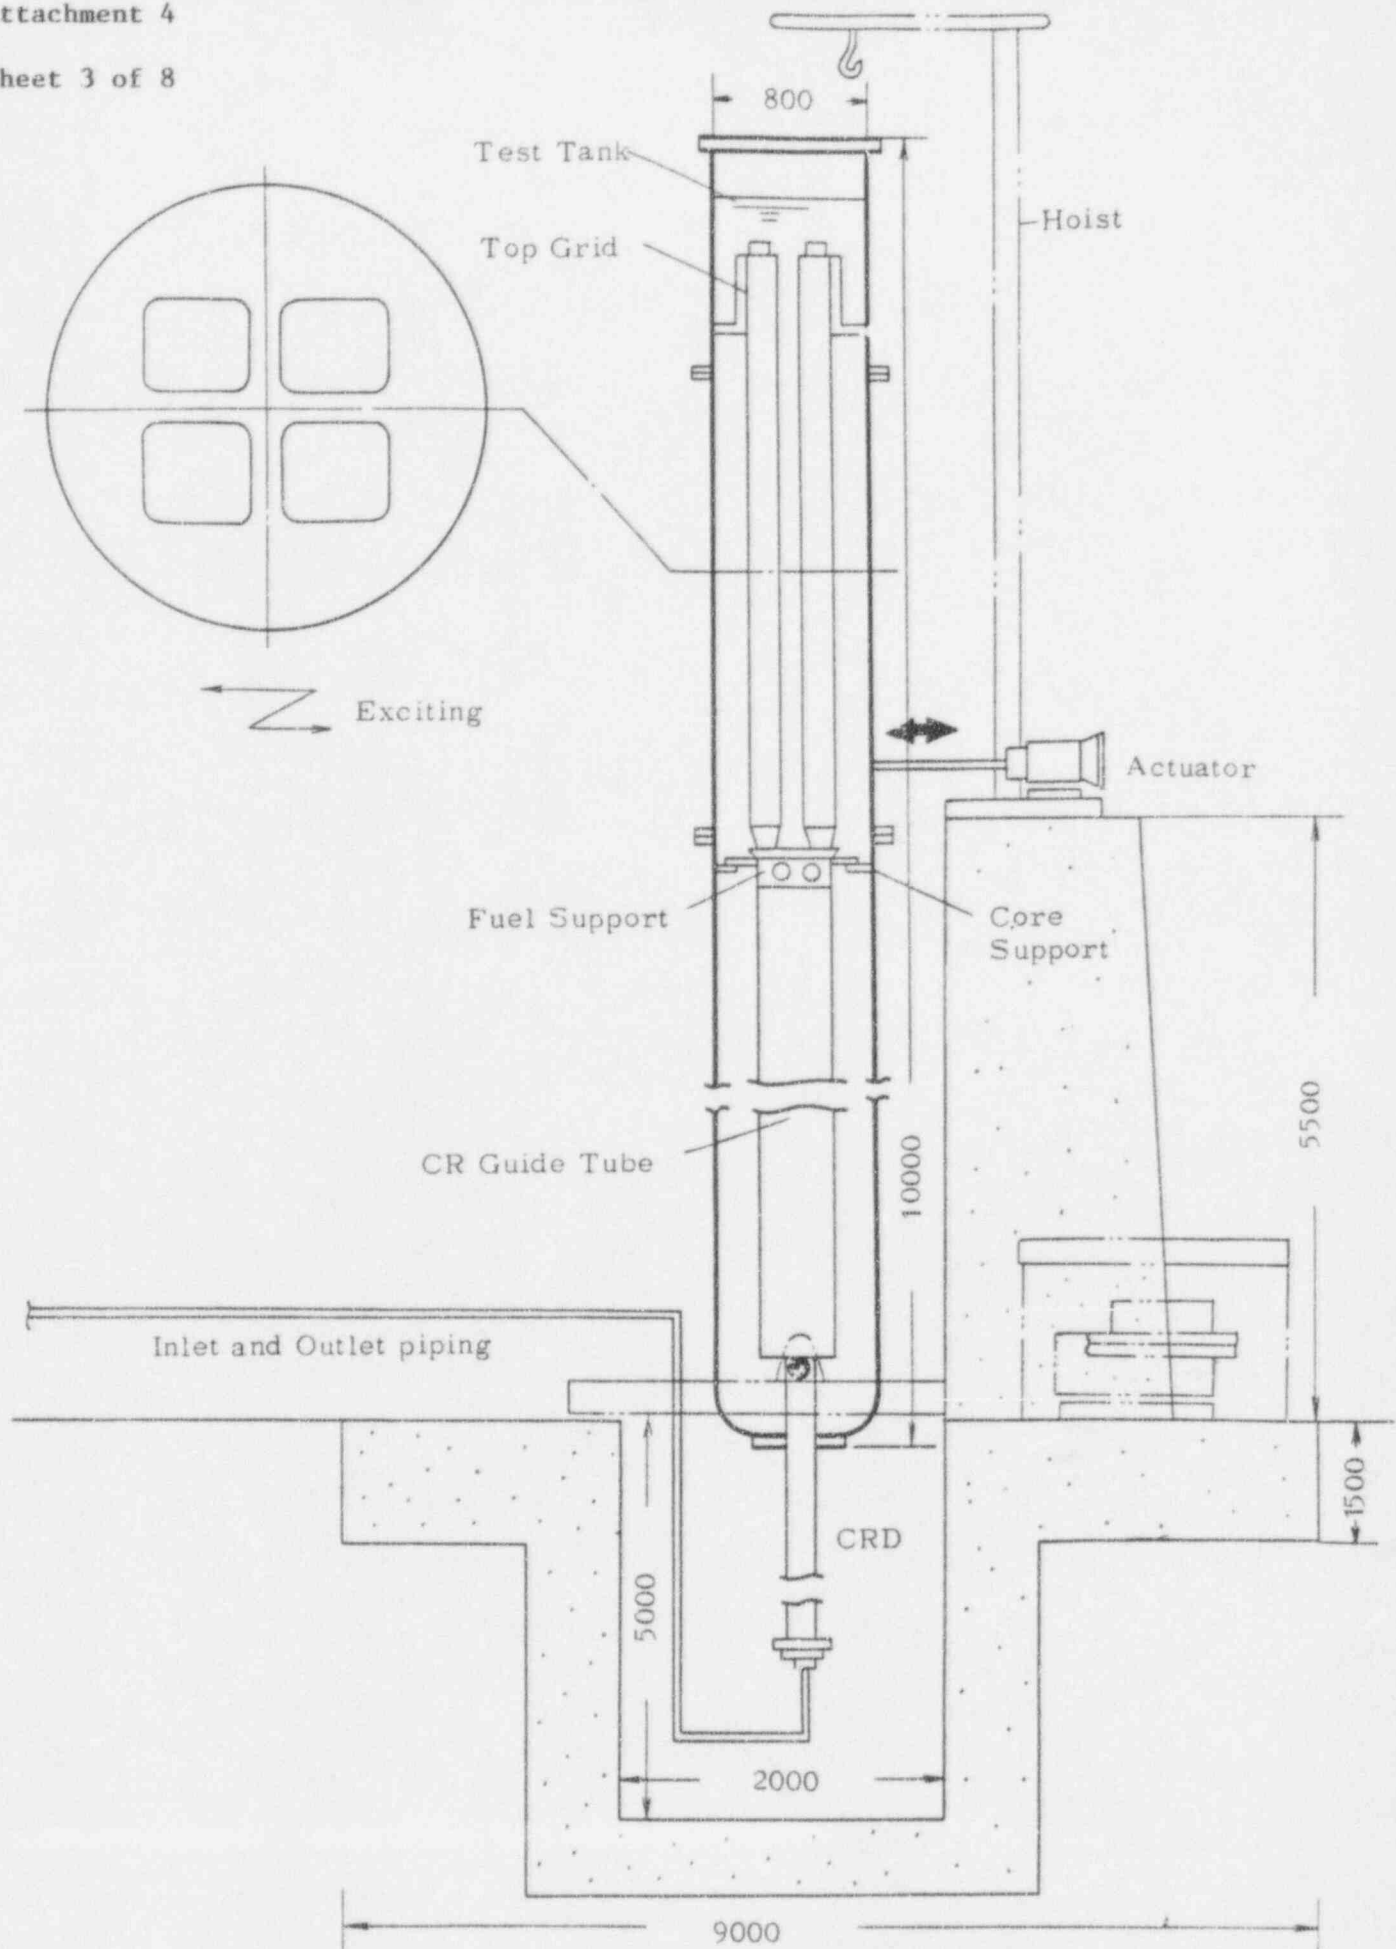 ttachment 4
heet 3 of 8
800
Test Tank
Top Grid
Hoist
Exciting
Actuator
Fuel Support
Core
Support
5500
10000
CR Guide Tube
Inlet and Outlet piping
1500
CRD
5000
2000
9000